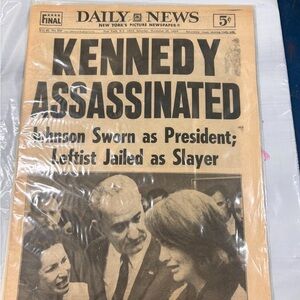 FINAL
DAILY NEWS
5¢
NEW YORK'S PICTURE NEWSPAPER
KENNEDY
ASSASSINATED
Johnson Sworn as President;
Leftist Jailed as Slayer